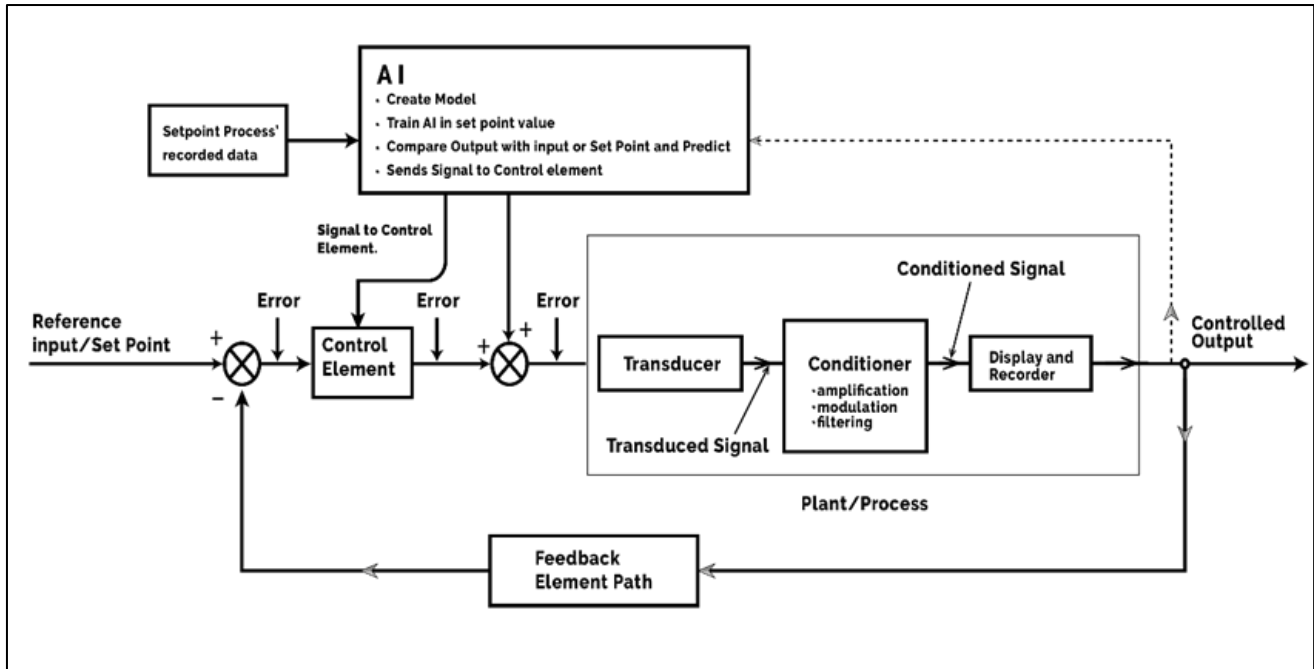 AI
· Create Model
· Train AI in set point value
· Compare Output with input or Set Point and Predict
· Sends Signal to Control element
Setpoint Process'
recorded data
Signal to Control
Element.
Conditioned Signal
Error
Error
Error
Reference
input/Set Point
+
−
Control
Element
+
+
Transducer
Conditioner
·amplification
·modulation
·filtering
Display and
Recorder
Controlled
Output
Transduced Signal
Plant/Process
Feedback
Element Path